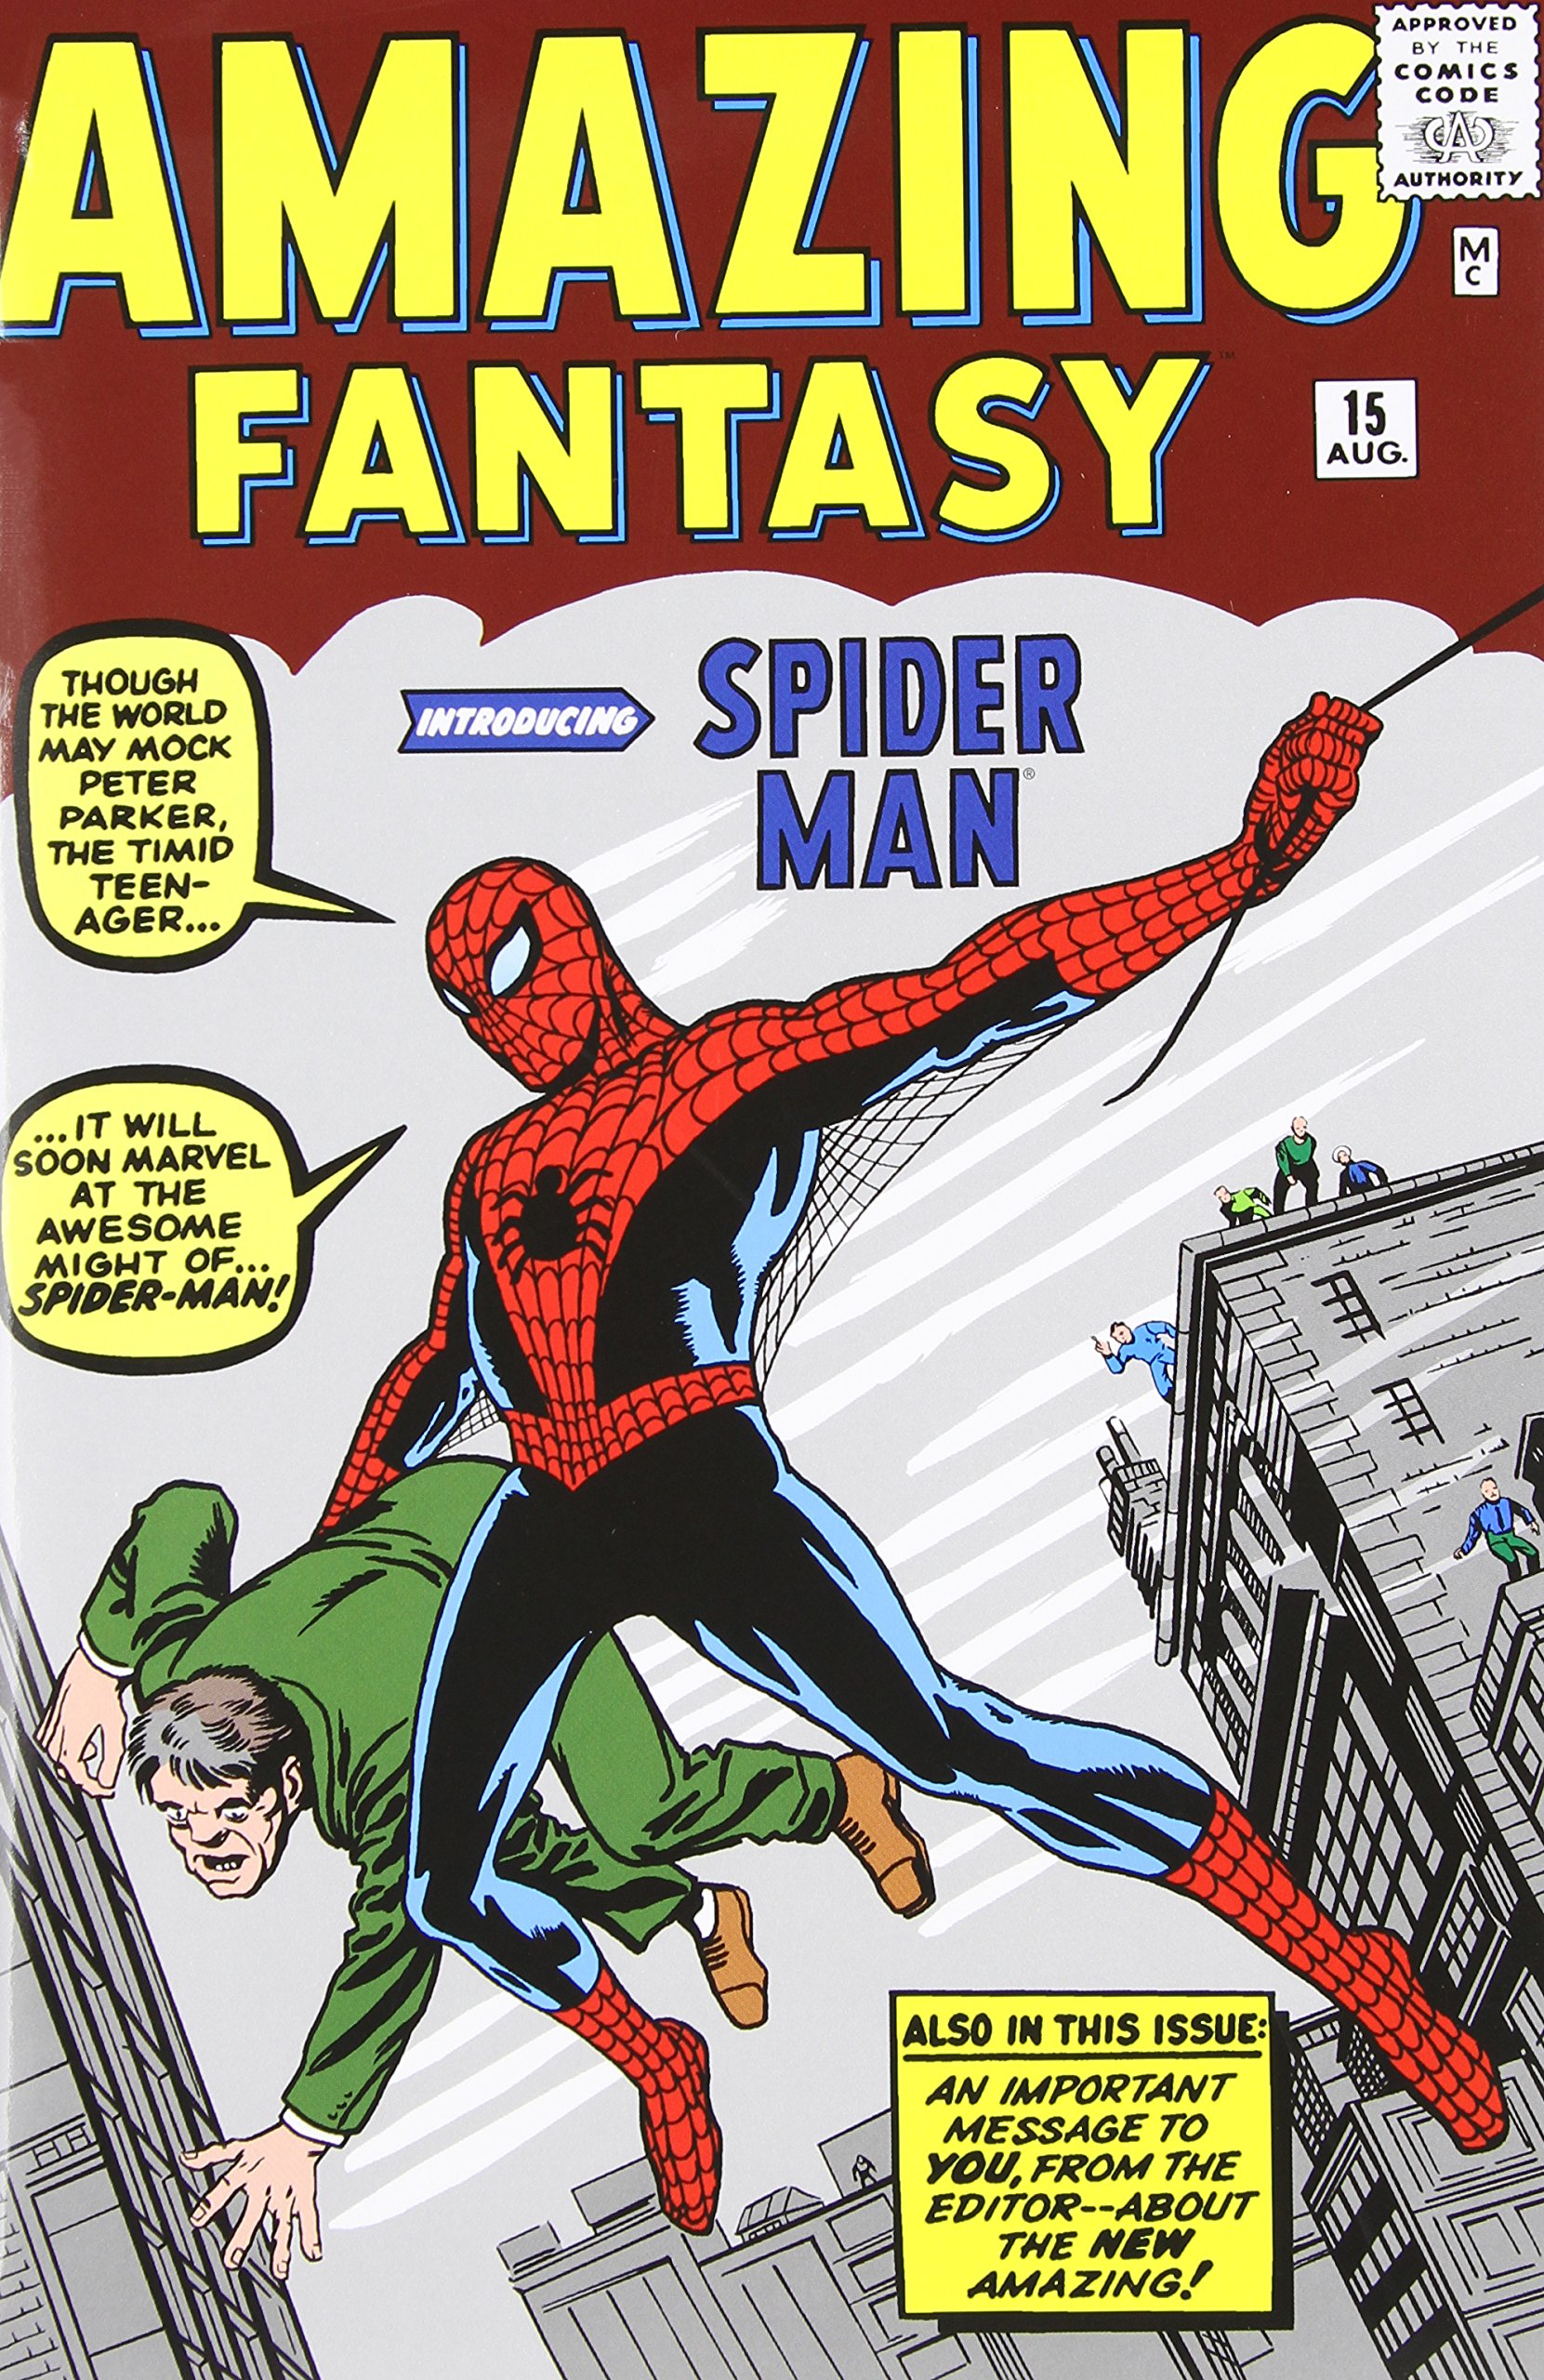 AMAZING
FANTASY™
APPROVED
BY THE
COMICS
CODE
CA
AUTHORITY
M
C
15
AUG.
INTRODUCING
SPIDER
MAN®
THOUGH
THE WORLD
MAY MOCK
PETER
PARKER,
THE TIMID
TEEN-
AGER...
...IT WILL
SOON MARVEL
AT THE
AWESOME
MIGHT OF...
SPIDER-MAN!
ALSO IN THIS ISSUE:
AN IMPORTANT
MESSAGE TO
YOU, FROM THE
EDITOR--ABOUT
THE NEW
AMAZING!